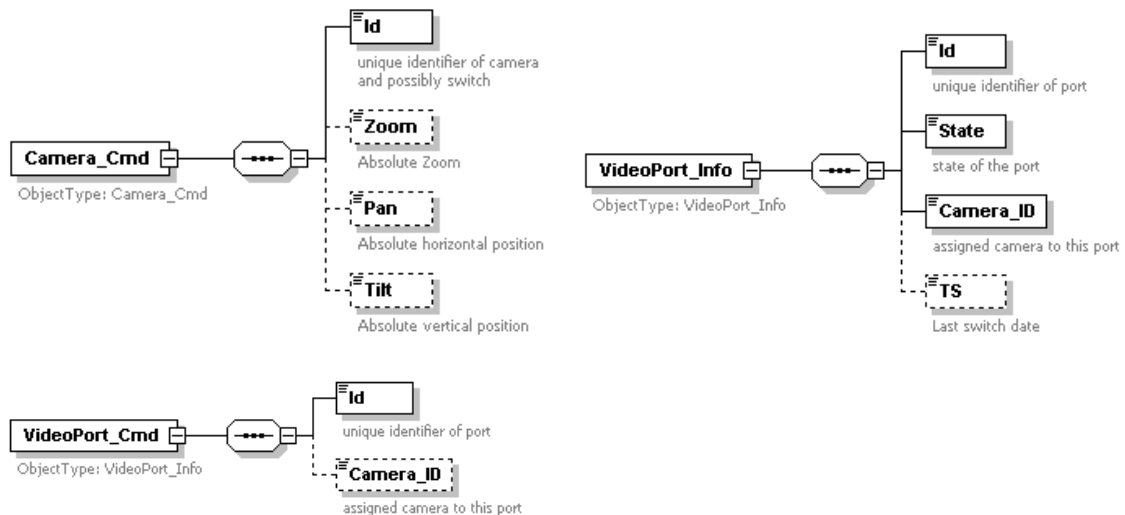 Camera_Cmd
ObjectType: Camera_Cmd
Id
unique identifier of camera
and possibly switch
Zoom
Absolute Zoom
Pan
Absolute horizontal position
Tilt
Absolute vertical position
VideoPort_Info
ObjectType: VideoPort_Info
Id
unique identifier of port
State
state of the port
Camera_ID
assigned camera to this port
TS
Last switch date
VideoPort_Cmd
ObjectType: VideoPort_Info
Id
unique identifier of port
Camera_ID
assigned camera to this port